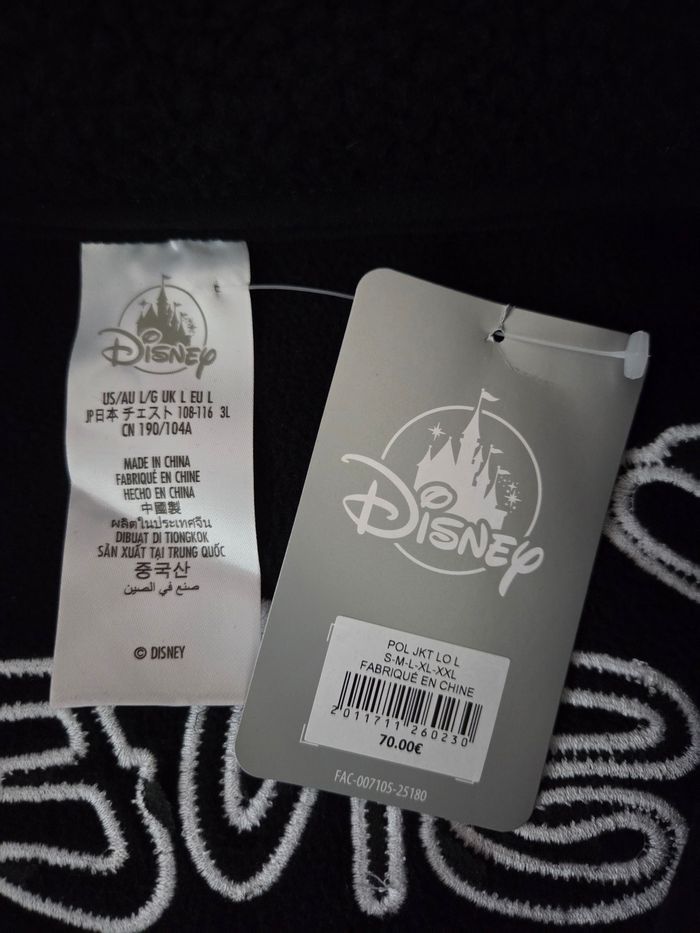 Disney
US/AU L/G UK L EU L
JP日本 チェスト 108-116 3L
CN 190/104A
MADE IN CHINA
FABRIQUÉ EN CHINE
HECHO EN CHINA
中國製
ผลิตในประเทศจีน
DIBUAT DI TIONGKOK
SẢN XUẤT TẠI TRUNG QUỐC
중국산
صنع في الصين
© DISNEY
Disney
POL JKT LO L
S-M-L-XL-XXL
FABRIQUÉ EN CHINE
2011711260230
70.00€
FAC-007105-25180